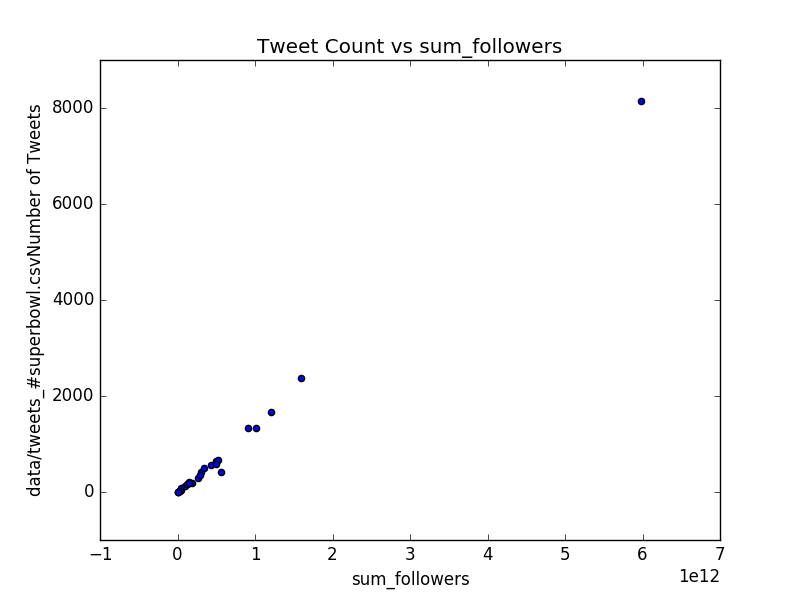 Tweet Count vs sum_followers
data/tweets_#superbowl.csvNumber of Tweets
8000
6000
4000
2000
0
−1 0 1 2 3 4 5 6 7
1e12
sum_followers